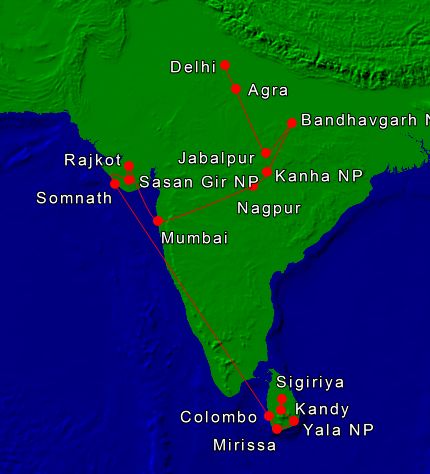 Delhi
Agra
Bandhavgarh N
Jabalpur
Rajkot
Kanha NP
Sasan Gir NP
Somnath
Nagpur
Mumbai
Sigiriya
Kandy
Colombo
Yala NP
Mirissa